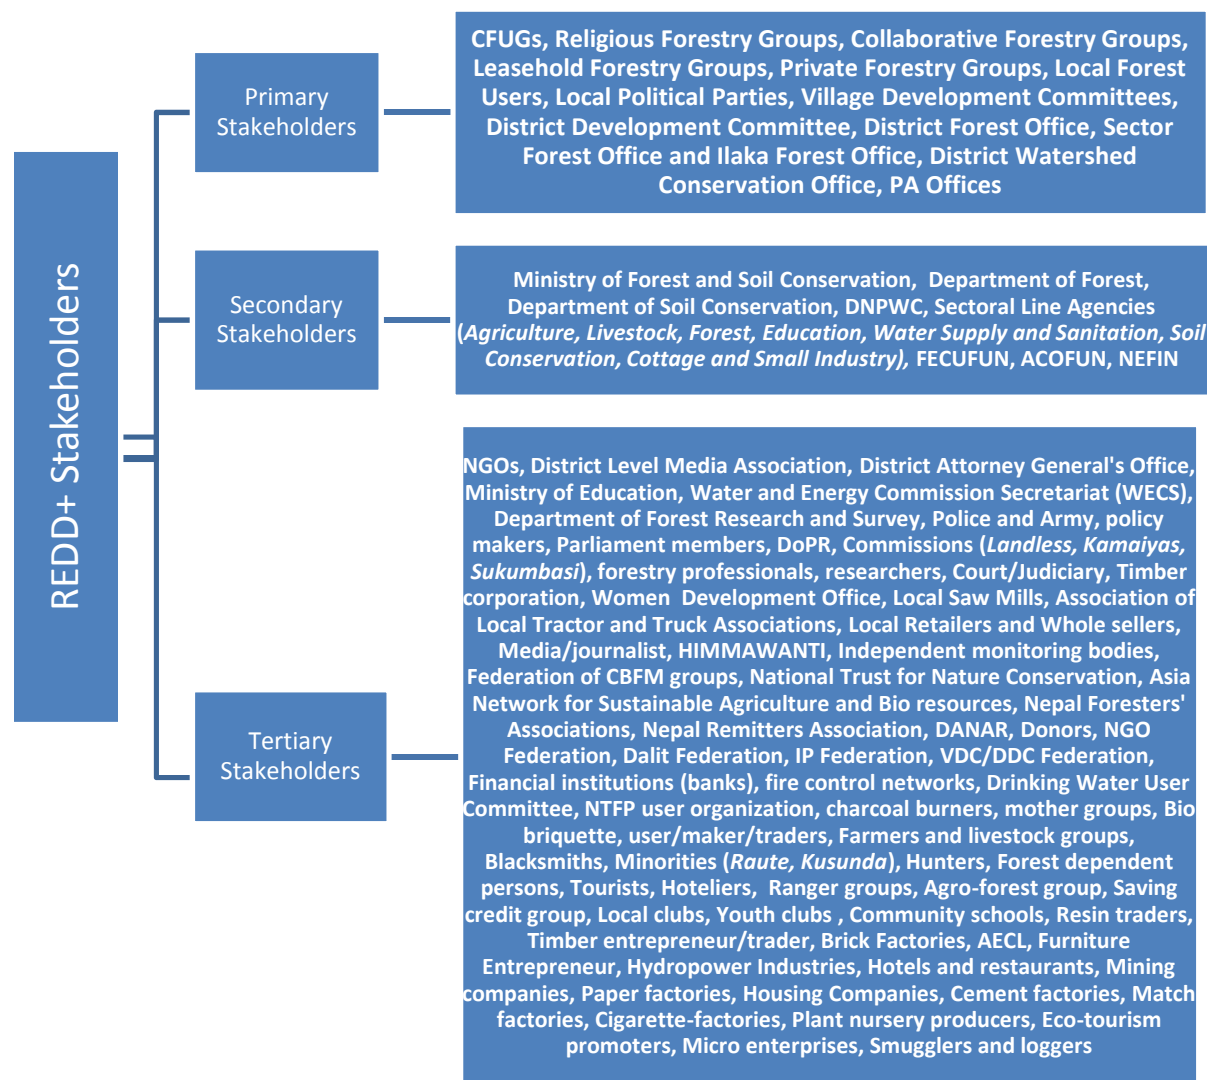 REDD+ Stakeholders
Primary
Stakeholders
CFUGs, Religious Forestry Groups, Collaborative Forestry Groups,
Leasehold Forestry Groups, Private Forestry Groups, Local Forest
Users, Local Political Parties, Village Development Committees,
District Development Committee, District Forest Office, Sector
Forest Office and Ilaka Forest Office, District Watershed
Conservation Office, PA Offices
Secondary
Stakeholders
Ministry of Forest and Soil Conservation, Department of Forest,
Department of Soil Conservation, DNPWC, Sectoral Line Agencies
(Agriculture, Livestock, Forest, Education, Water Supply and Sanitation, Soil
Conservation, Cottage and Small Industry), FECUFUN, ACOFUN, NEFIN
Tertiary
Stakeholders
NGOs, District Level Media Association, District Attorney General's Office,
Ministry of Education, Water and Energy Commission Secretariat (WECS),
Department of Forest Research and Survey, Police and Army, policy
makers, Parliament members, DoPR, Commissions (Landless, Kamaiyas,
Sukumbasi), forestry professionals, researchers, Court/Judiciary, Timber
corporation, Women Development Office, Local Saw Mills, Association of
Local Tractor and Truck Associations, Local Retailers and Whole sellers,
Media/journalist, HIMMAWANTI, Independent monitoring bodies,
Federation of CBFM groups, National Trust for Nature Conservation, Asia
Network for Sustainable Agriculture and Bio resources, Nepal Foresters'
Associations, Nepal Remitters Association, DANAR, Donors, NGO
Federation, Dalit Federation, IP Federation, VDC/DDC Federation,
Financial institutions (banks), fire control networks, Drinking Water User
Committee, NTFP user organization, charcoal burners, mother groups, Bio
briquette, user/maker/traders, Farmers and livestock groups,
Blacksmiths, Minorities (Raute, Kusunda), Hunters, Forest dependent
persons, Tourists, Hoteliers, Ranger groups, Agro-forest group, Saving
credit group, Local clubs, Youth clubs , Community schools, Resin traders,
Timber entrepreneur/trader, Brick Factories, AECL, Furniture
Entrepreneur, Hydropower Industries, Hotels and restaurants, Mining
companies, Paper factories, Housing Companies, Cement factories, Match
factories, Cigarette-factories, Plant nursery producers, Eco-tourism
promoters, Micro enterprises, Smugglers and loggers